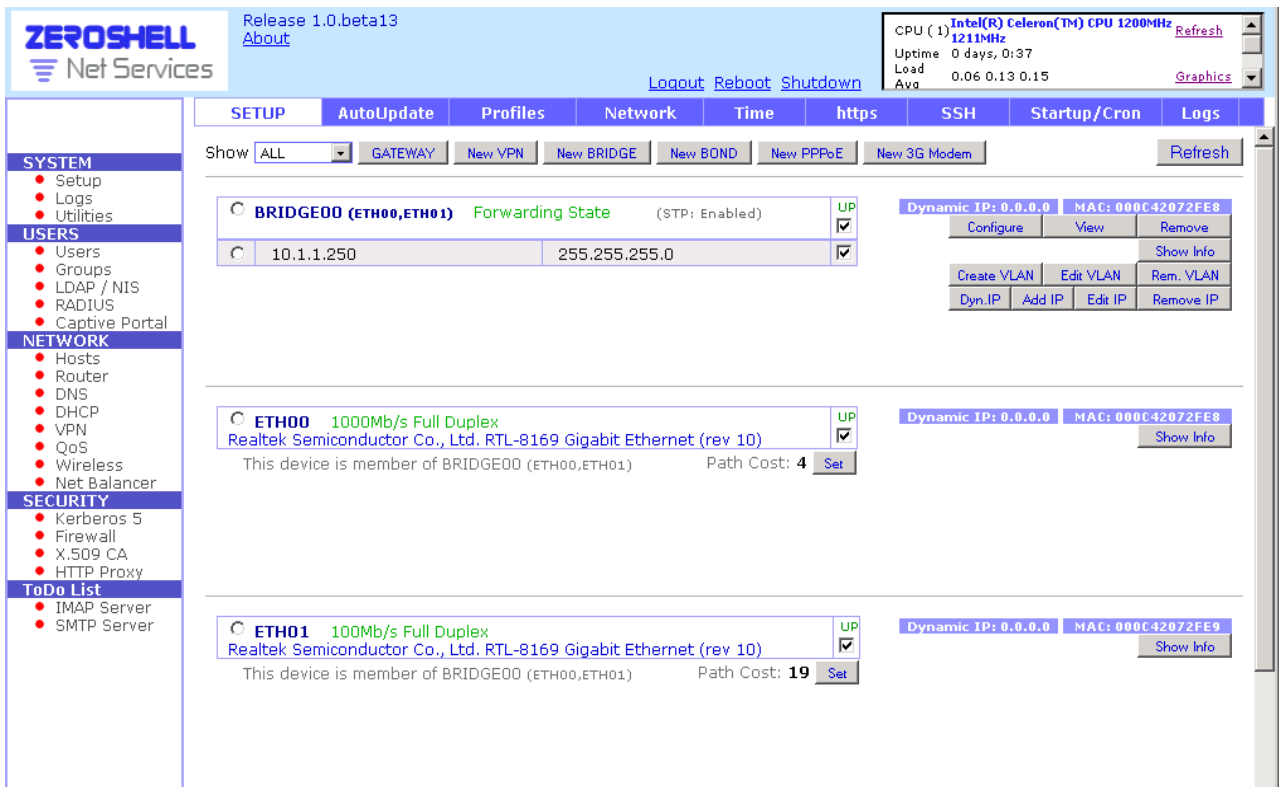 ZEROSHELL
Net Services
Release 1.0.beta13
About
Logout Reboot Shutdown
CPU ( 1) Intel(R) Celeron(TM) CPU 1200MHz 1211MHz Refresh
Uptime 0 days, 0:37
Load Avg 0.06 0.13 0.15 Graphics
SETUP AutoUpdate Profiles Network Time https SSH Startup/Cron Logs
Show ALL GATEWAY New VPN New BRIDGE New BOND New PPPoE New 3G Modem Refresh
SYSTEM
Setup
Logs
Utilities
USERS
Users
Groups
LDAP / NIS
RADIUS
Captive Portal
NETWORK
Hosts
Router
DNS
DHCP
VPN
QoS
Wireless
Net Balancer
SECURITY
Kerberos 5
Firewall
X.509 CA
HTTP Proxy
ToDo List
IMAP Server
SMTP Server
BRIDGE00 (ETH00,ETH01) Forwarding State (STP: Enabled) UP
10.1.1.250 255.255.255.0
Dynamic IP: 0.0.0.0 MAC: 000C42072FE8
Configure View Remove
Show Info
Create VLAN Edit VLAN Rem. VLAN
Dyn.IP Add IP Edit IP Remove IP
ETH00 1000Mb/s Full Duplex UP
Realtek Semiconductor Co., Ltd. RTL-8169 Gigabit Ethernet (rev 10)
This device is member of BRIDGE00 (ETH00,ETH01) Path Cost: 4 Set
Dynamic IP: 0.0.0.0 MAC: 000C42072FE8
Show Info
ETH01 100Mb/s Full Duplex UP
Realtek Semiconductor Co., Ltd. RTL-8169 Gigabit Ethernet (rev 10)
This device is member of BRIDGE00 (ETH00,ETH01) Path Cost: 19 Set
Dynamic IP: 0.0.0.0 MAC: 000C42072FE9
Show Info